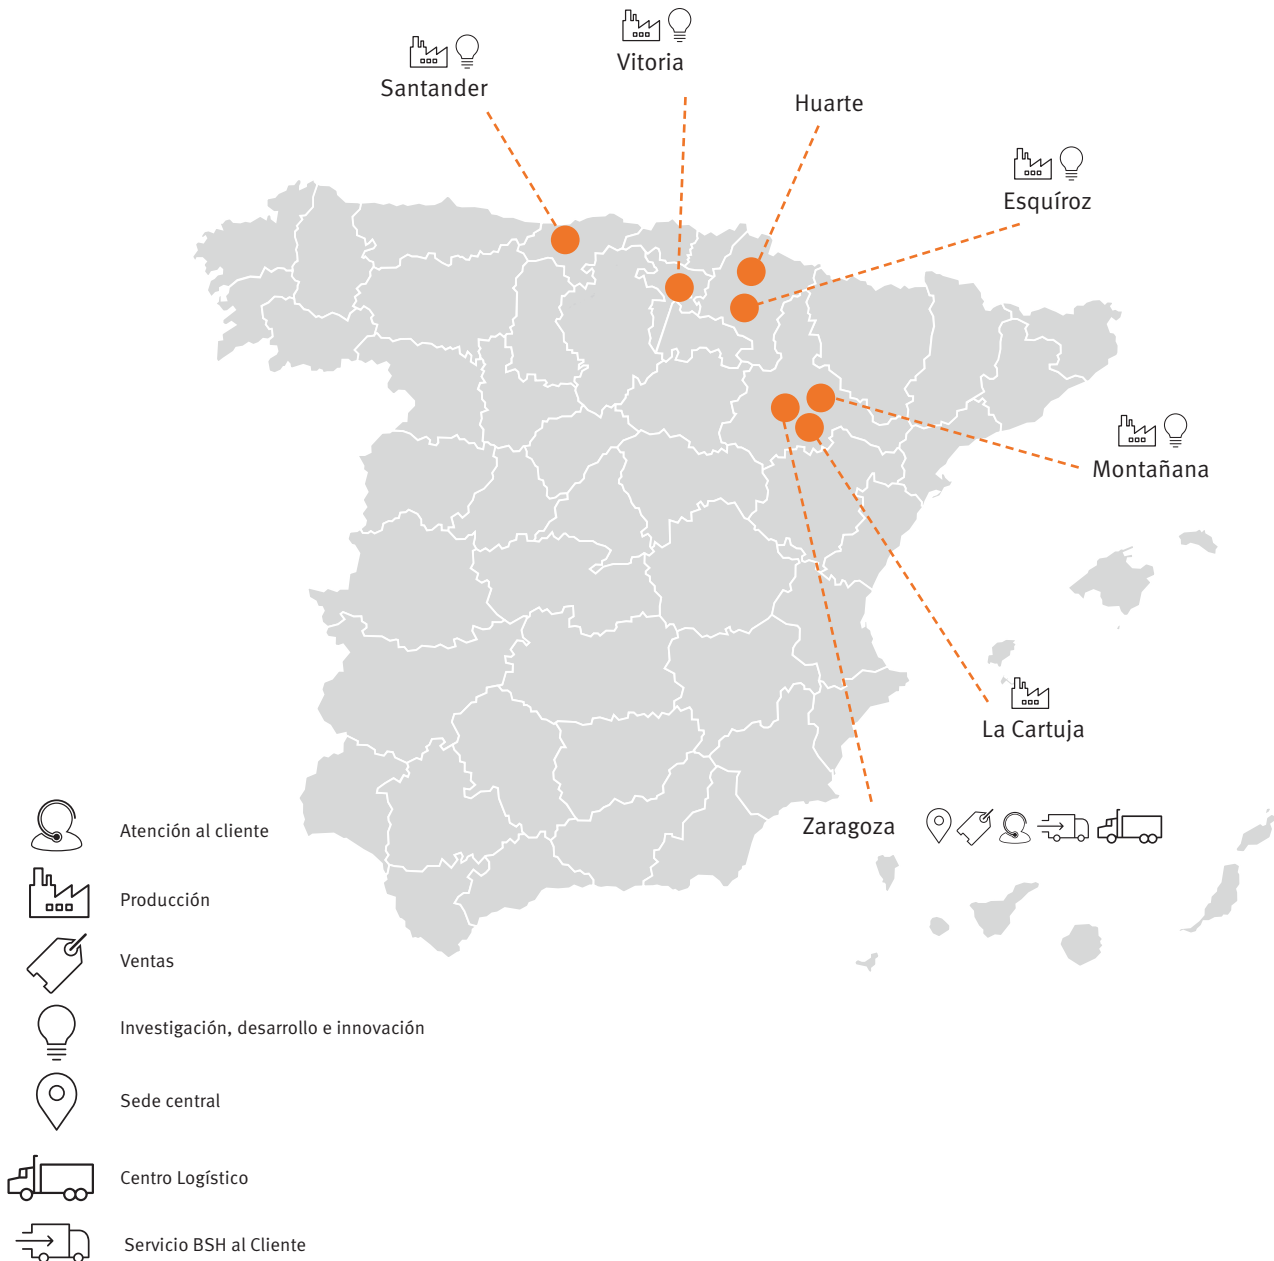 Vitoria
Santander
Huarte
Esquíroz
Montañana
La Cartuja
Zaragoza
Atención al cliente
Producción
Ventas
Investigación, desarrollo e innovación
Sede central
Centro Logístico
Servicio BSH al Cliente